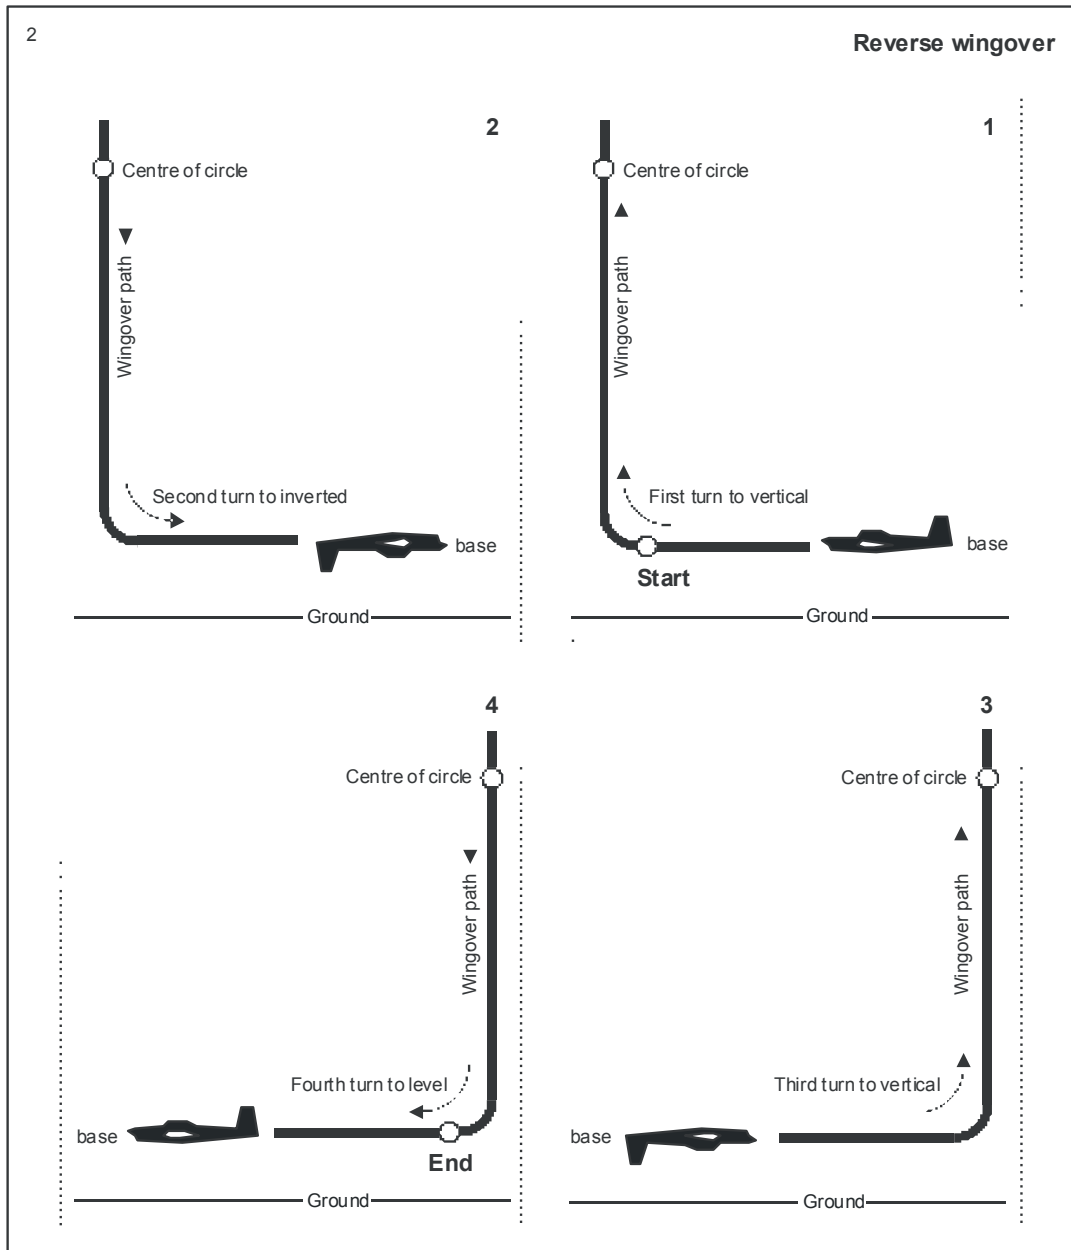 2
Reverse wingover
2
Centre of circle
Wingover path
Second turn to inverted
base
Ground
1
Centre of circle
Wingover path
First turn to vertical
base
Start
Ground
4
Centre of circle
Wingover path
Fourth turn to level
base
End
Ground
3
Centre of circle
Wingover path
Third turn to vertical
base
Ground